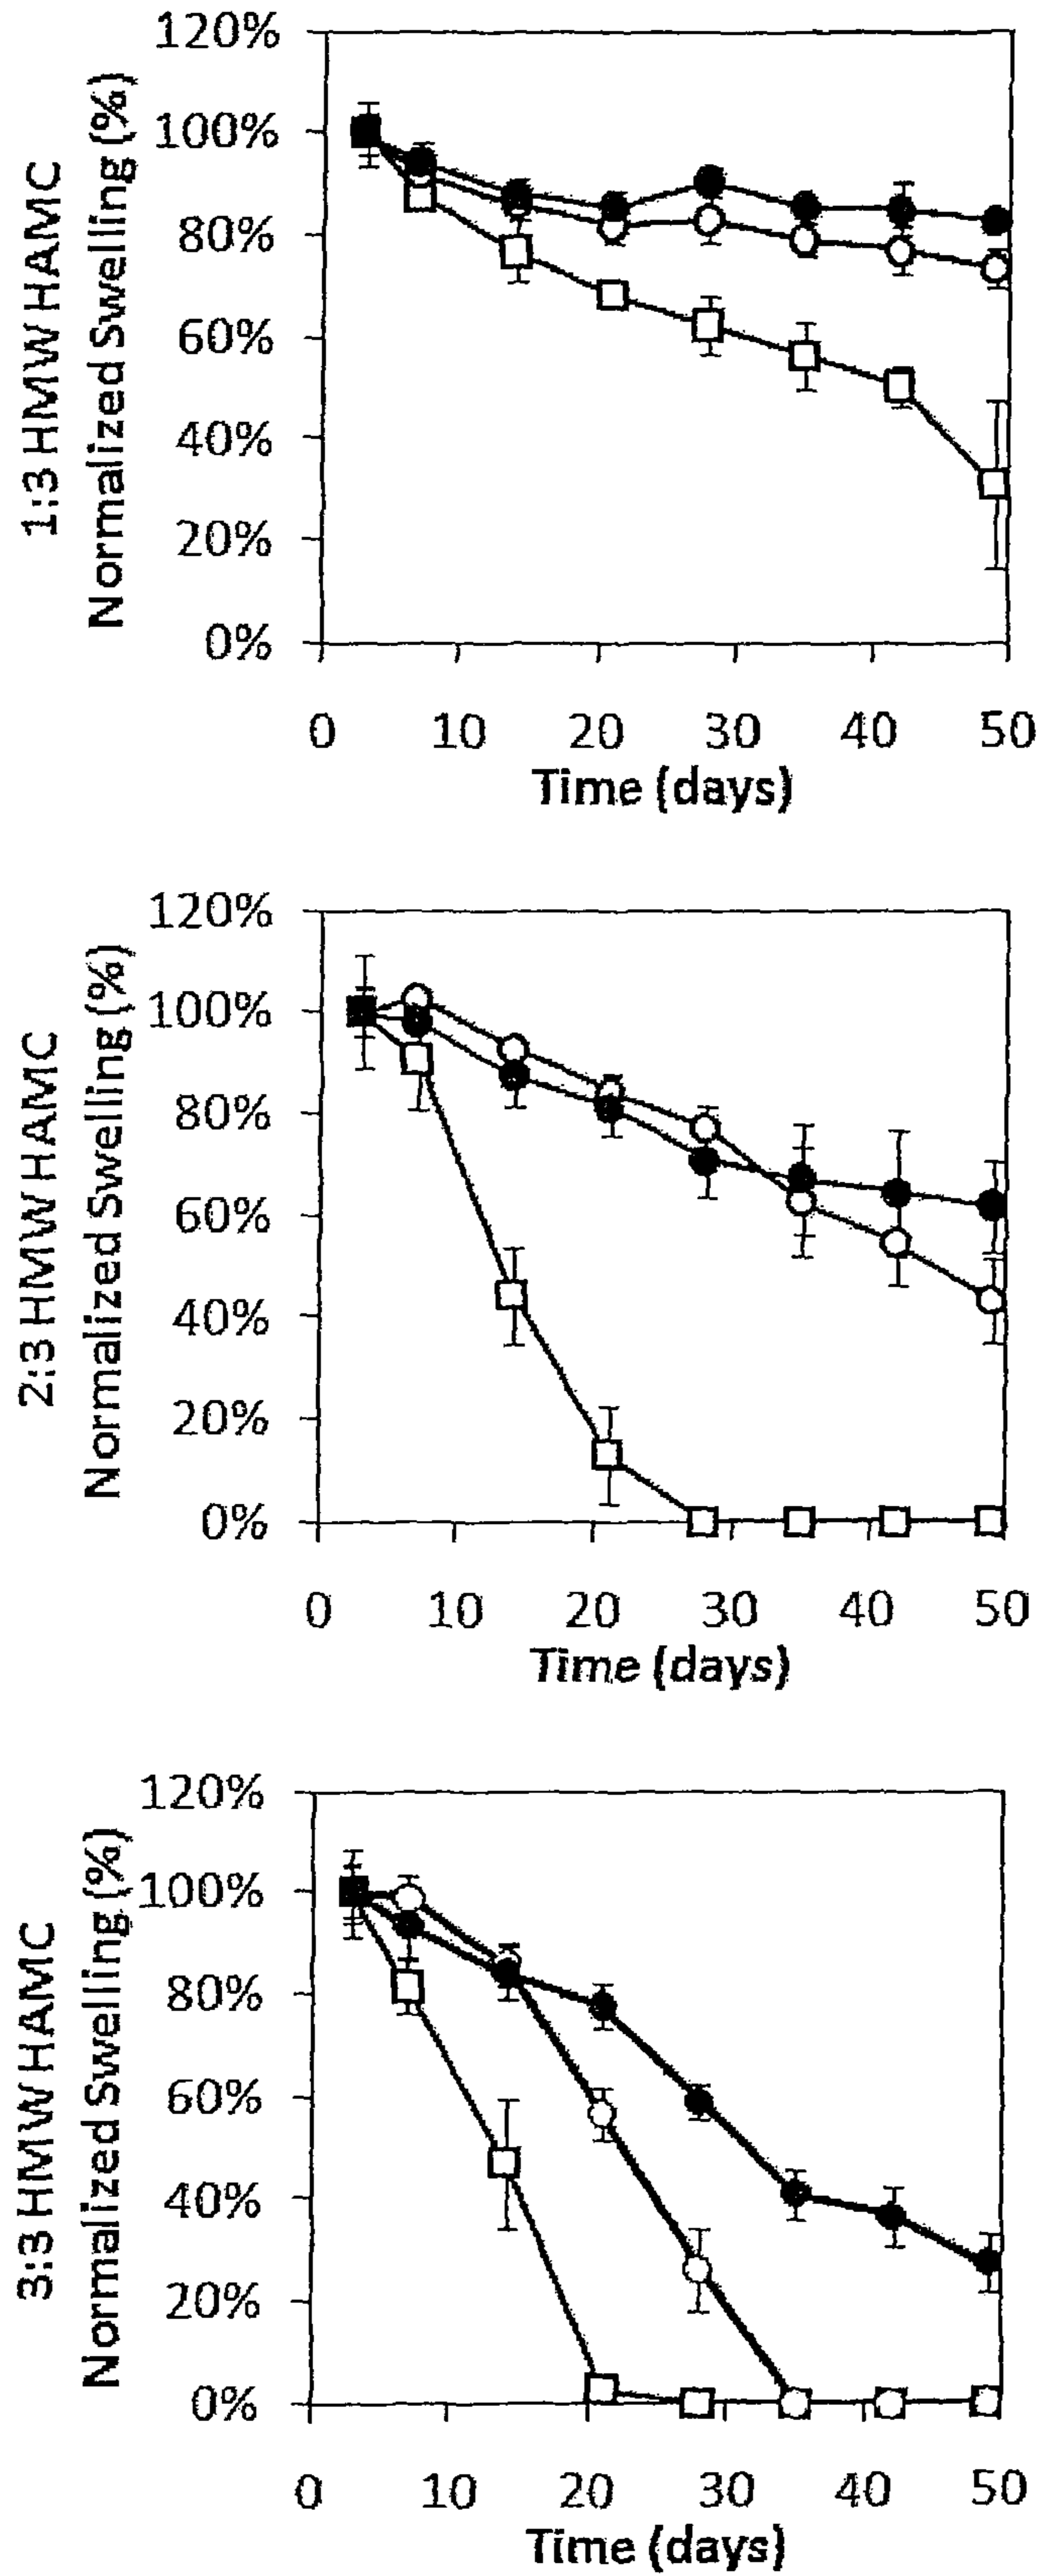 1:3 HMW HAMC
Normalized Swelling (%)
120%
100%
80%
60%
40%
20%
0%
0 10 20 30 40 50
Time (days)
2:3 HMW HAMC
Normalized Swelling (%)
120%
100%
80%
60%
40%
20%
0%
0 10 20 30 40 50
Time (days)
3:3 HMW HAMC
Normalized Swelling (%)
120%
100%
80%
60%
40%
20%
0%
0 10 20 30 40 50
Time (days)